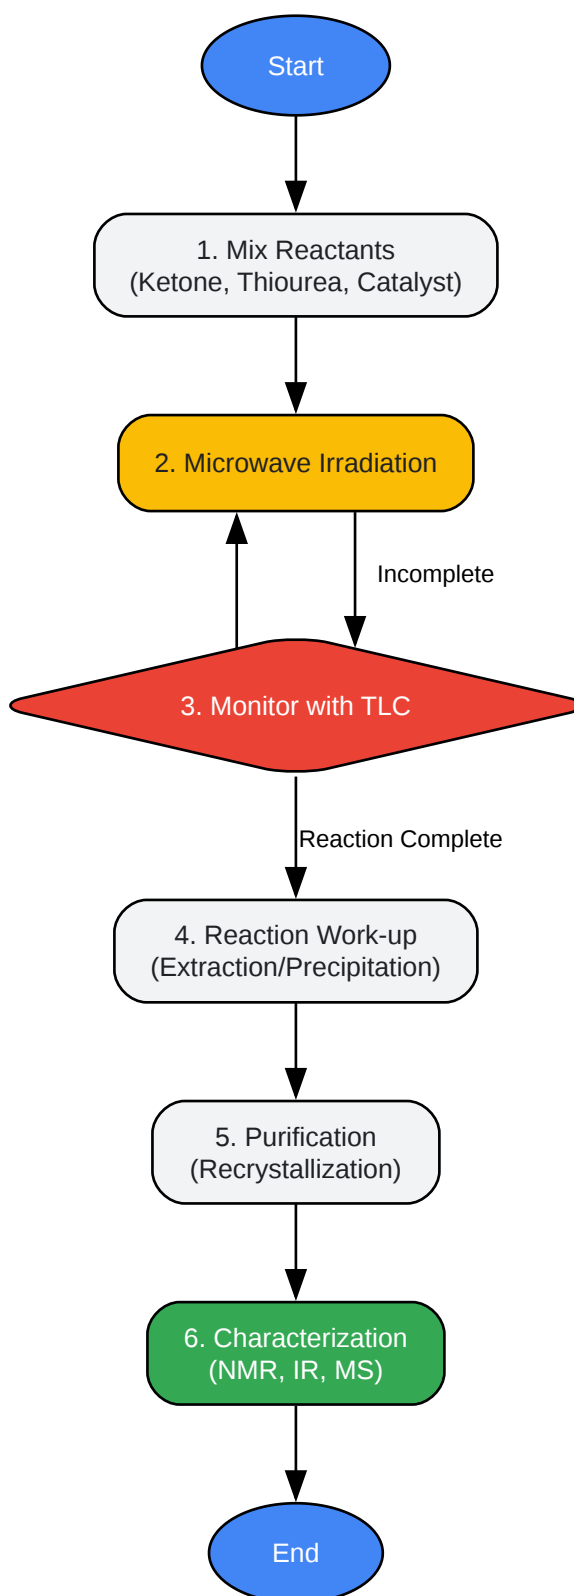 Start
1. Mix Reactants
(Ketone, Thiourea, Catalyst)
2. Microwave Irradiation
Incomplete
3. Monitor with TLC
Reaction Complete
4. Reaction Work-up
(Extraction/Precipitation)
5. Purification
(Recrystallization)
6. Characterization
(NMR, IR, MS)
End